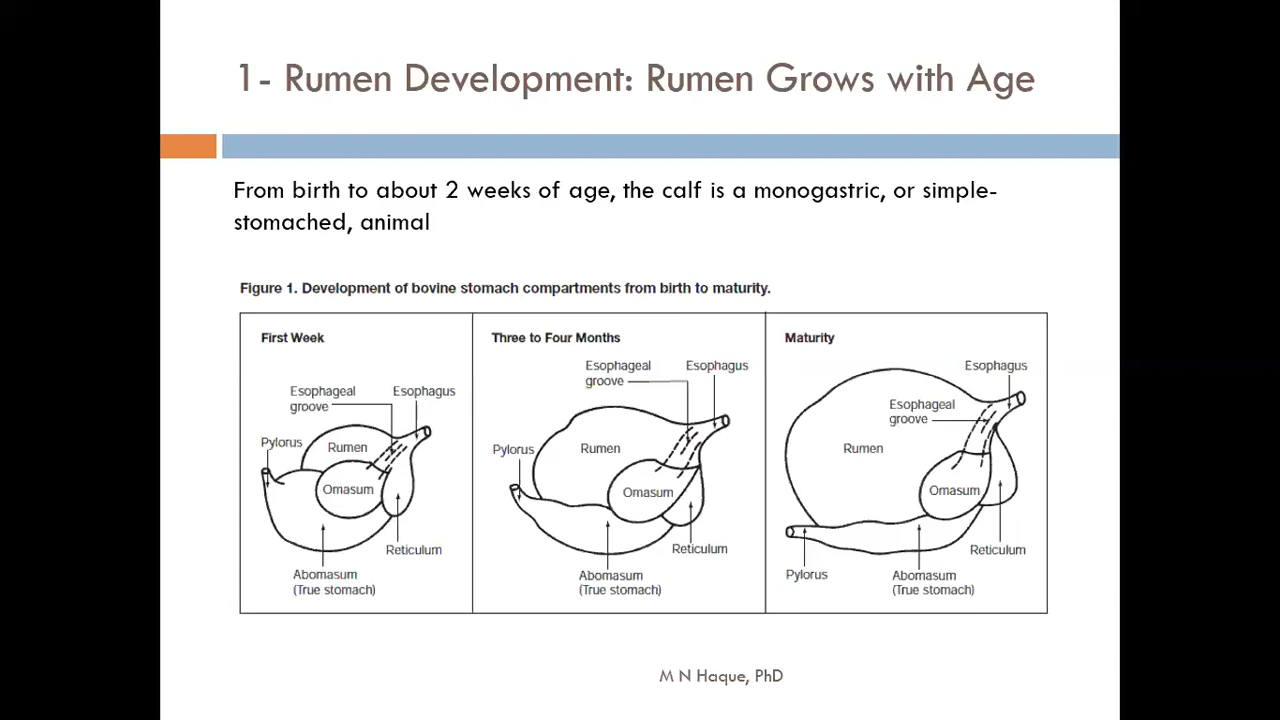 1- Rumen Development: Rumen Grows with Age
From birth to about 2 weeks of age, the calf is a monogastric, or simple-
stomached, animal
Figure 1. Development of bovine stomach compartments from birth to maturity.
First Week
Esophageal
groove
Esophagus
Pylorus
Rumen
Omasum
Reticulum
Abomasum
(True stomach)
Three to Four Months
Esophageal
groove
Esophagus
Pylorus
Rumen
Omasum
Reticulum
Abomasum
(True stomach)
Maturity
Esophagus
Esophageal
groove
Rumen
Omasum
Reticulum
Pylorus
Abomasum
(True stomach)
M N Haque, PhD